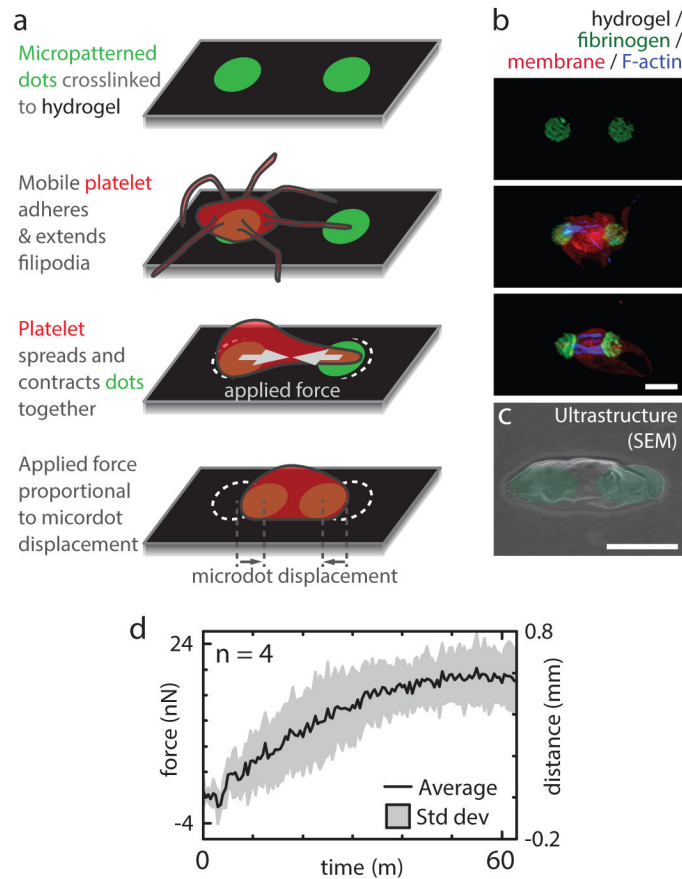 a
Micropatterned
dots crosslinked
to hydrogel
Mobile platelet
adheres
& extends
filipodia
Platelet
spreads and
contracts dots
together
applied force
Applied force
proportional
to micordot
displacement
microdot displacement
b
hydrogel /
fibrinogen /
membrane / F-actin
c
Ultrastructure
(SEM)
d
24
n = 4
0.8
force (nN)
distance (mm)
Average
Std dev
-4
-0.2
0
60
time (m)